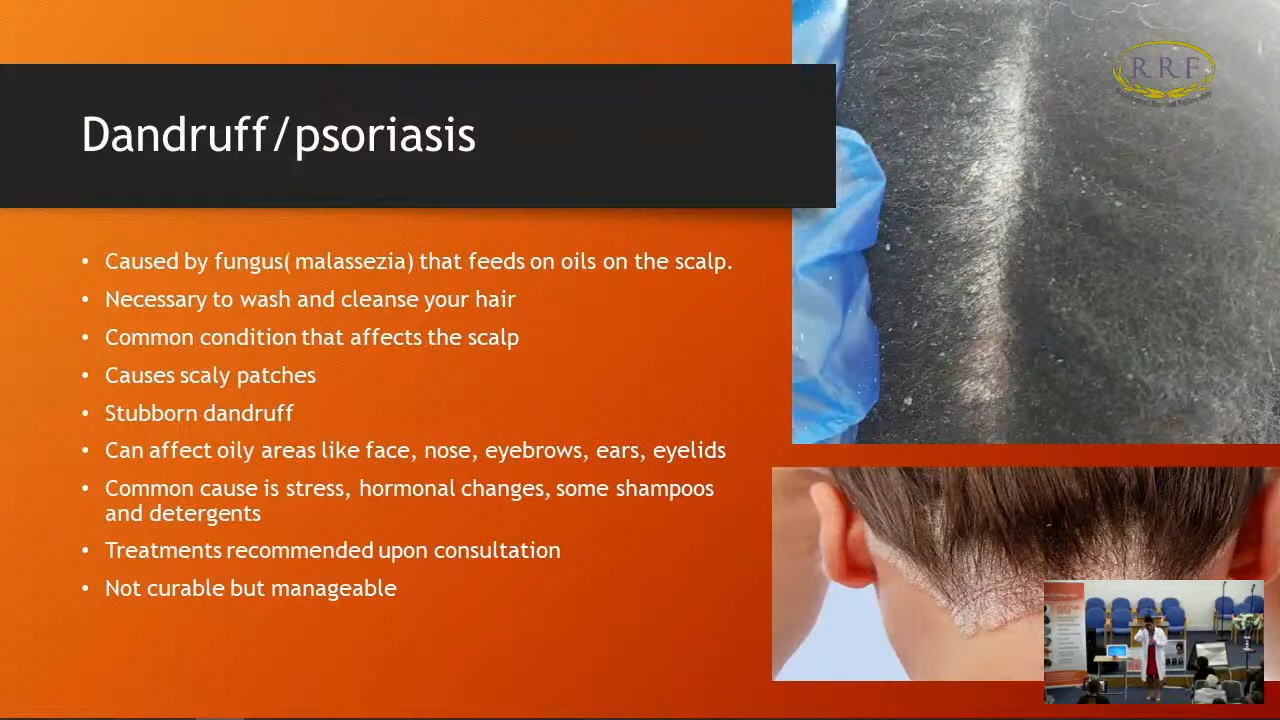 Dandruff/psoriasis
• Caused by fungus( malassezia) that feeds on oils on the scalp.
• Necessary to wash and cleanse your hair
• Common condition that affects the scalp
• Causes scaly patches
• Stubborn dandruff
• Can affect oily areas like face, nose, eyebrows, ears, eyelids
• Common cause is stress, hormonal changes, some shampoos
and detergents
• Treatments recommended upon consultation
• Not curable but manageable
RRF